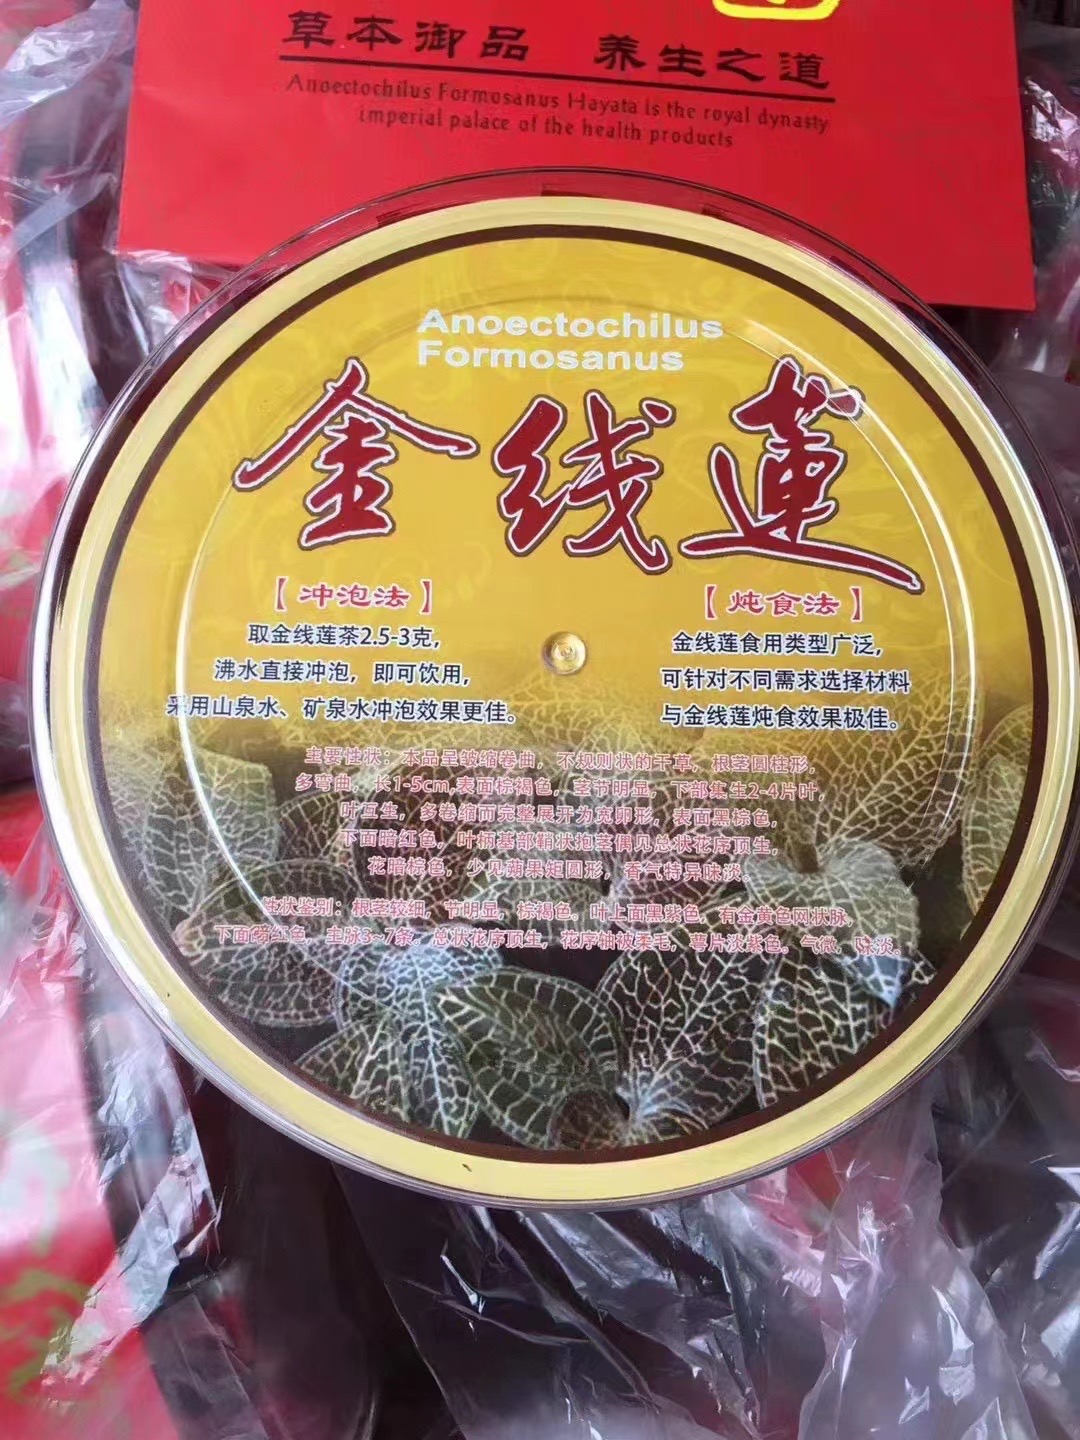 草本御品 养生之道
Anoectochilus Formosanus Hayata is the royal dynasty
imperial palace of the health products
Anoectochilus
Formosanus
金线莲
【冲泡法】
取金线莲茶2.5-3克，
沸水直接冲泡，即可饮用，
采用山泉水、矿泉水冲泡效果更佳。
【炖食法】
金线莲食用类型广泛，
可针对不同需求选择材料
与金线莲炖食效果极佳。
主要性状：本品呈皱缩卷曲，不规则状的干草，根茎圆柱形，
多弯曲，长1-5cm,表面棕褐色，茎节明显，下部集生2-4片叶，
叶互生，多卷缩而完整展开为宽卵形，表面黑棕色，
下面暗红色，叶柄基部鞘状抱茎偶见总状花序顶生，
花暗棕色，少见蒴果矩圆形，香气特异味淡。
性状鉴别：根茎较细，节明显，棕褐色。叶上面黑紫色，有金黄色网状脉，
下面暗红色，主脉3~7条。总状花序顶生，花序轴被柔毛，萼片淡紫色。气微，味淡。